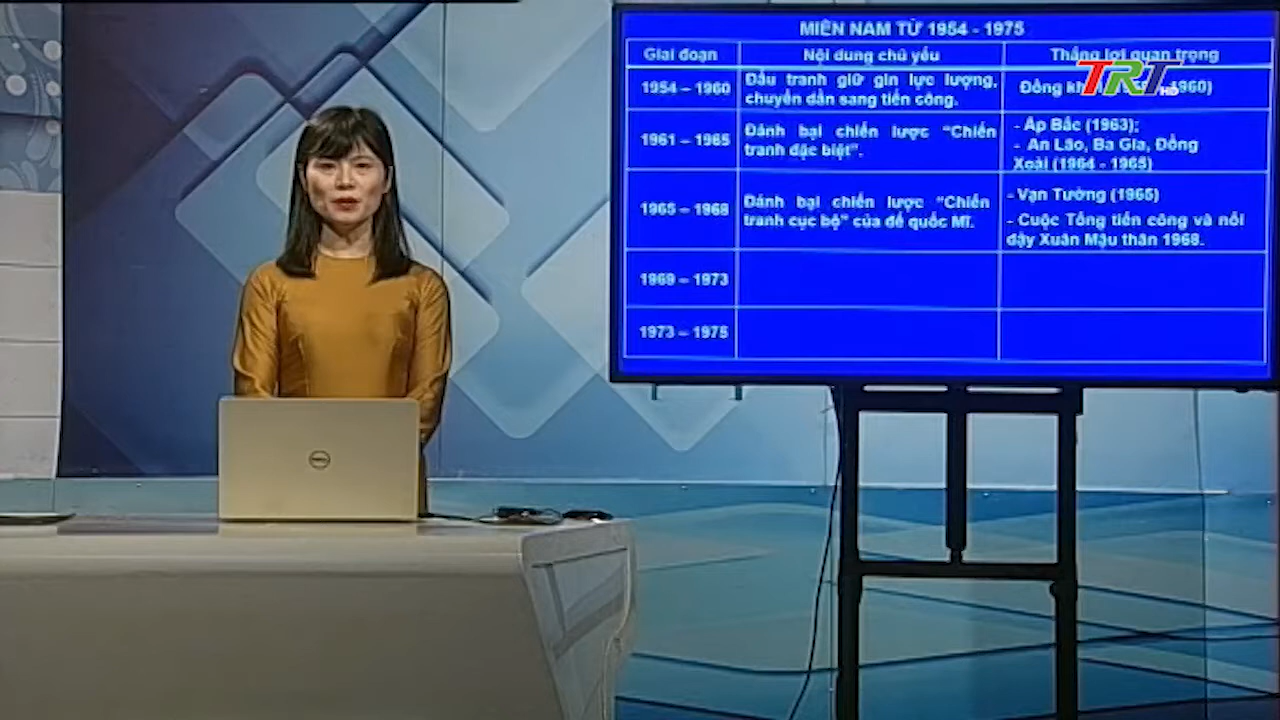 MIỀN NAM TỪ 1954 - 1975
Giai đoạn
Nội dung chủ yếu
Thắng lợi quan trọng
TRT HD
1954 – 1960
Đấu tranh giữ gìn lực lượng,
chuyển dần sang tiến công.
Đồng 1960)
1961 – 1965
Đánh bại chiến lược “Chiến
tranh đặc biệt”.
- Ấp Bắc (1963);
- An Lão, Ba Gia, Đồng
Xoài (1964 - 1965)
1965 – 1968
Đánh bại chiến lược “Chiến
tranh cục bộ” của đế quốc Mĩ.
- Vạn Tường (1965)
- Cuộc Tổng tiến công và nổi
dậy Xuân Mậu thân 1968.
1969 – 1973
1973 – 1975
DELL